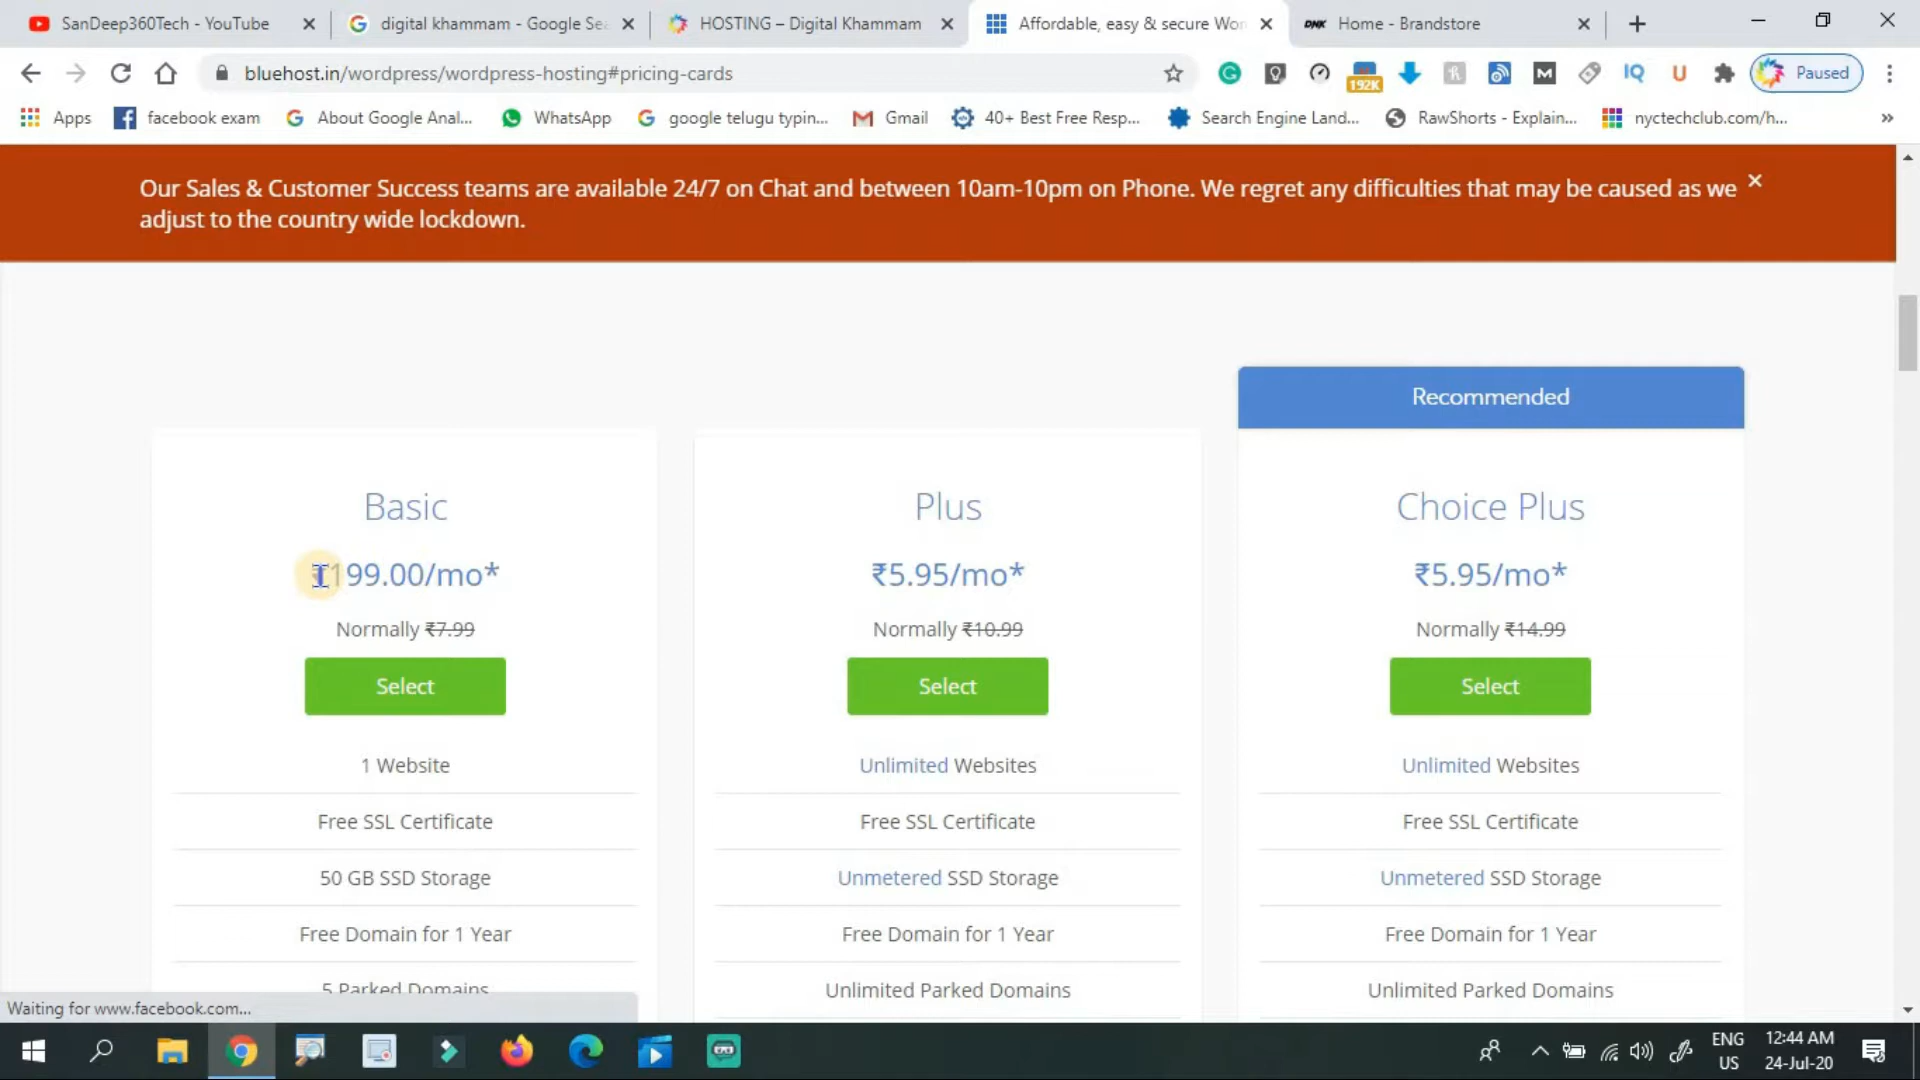 SanDeep360Tech - YouTube
digital khammam - Google Sea
HOSTING – Digital Khammam
Affordable, easy & secure Wor
DNK Home - Brandstore
bluehost.in/wordpress/wordpress-hosting#pricing-cards
192K
Paused
Apps
facebook exam
About Google Anal...
WhatsApp
google telugu typin...
Gmail
40+ Best Free Resp...
Search Engine Land...
RawShorts - Explain...
nyctechclub.com/h...
Our Sales & Customer Success teams are available 24/7 on Chat and between 10am-10pm on Phone. We regret any difficulties that may be caused as we
adjust to the country wide lockdown.
Recommended
Basic
₹199.00/mo*
Normally ₹7.99
Select
1 Website
Free SSL Certificate
50 GB SSD Storage
Free Domain for 1 Year
5 Parked Domains
Plus
₹5.95/mo*
Normally ₹10.99
Select
Unlimited Websites
Free SSL Certificate
Unmetered SSD Storage
Free Domain for 1 Year
Unlimited Parked Domains
Choice Plus
₹5.95/mo*
Normally ₹14.99
Select
Unlimited Websites
Free SSL Certificate
Unmetered SSD Storage
Free Domain for 1 Year
Unlimited Parked Domains
Waiting for www.facebook.com...
ENG
US
12:44 AM
24-Jul-20